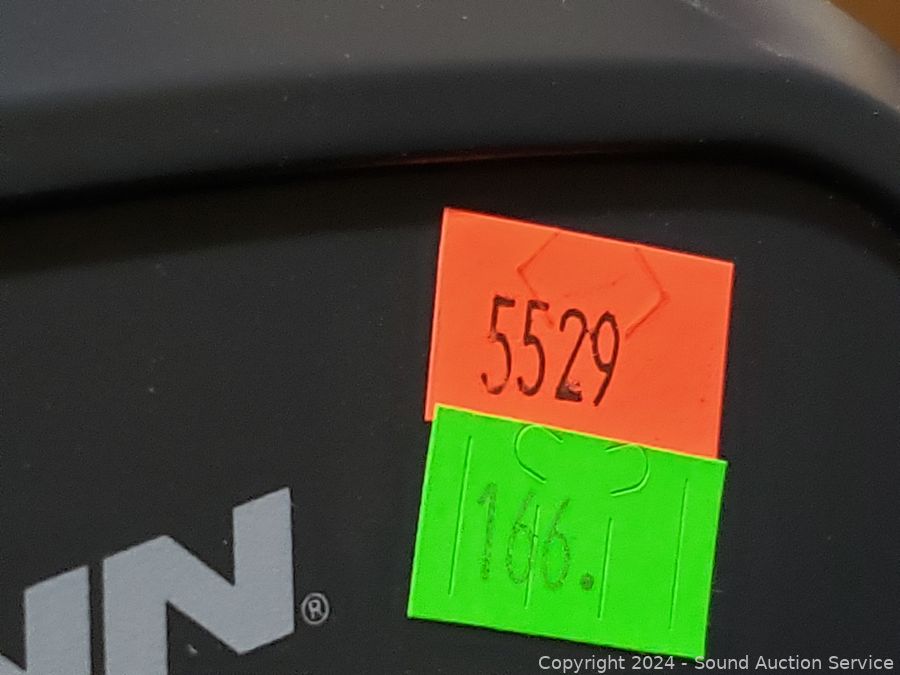 5529
166.
NN®
Copyright 2024 - Sound Auction Service